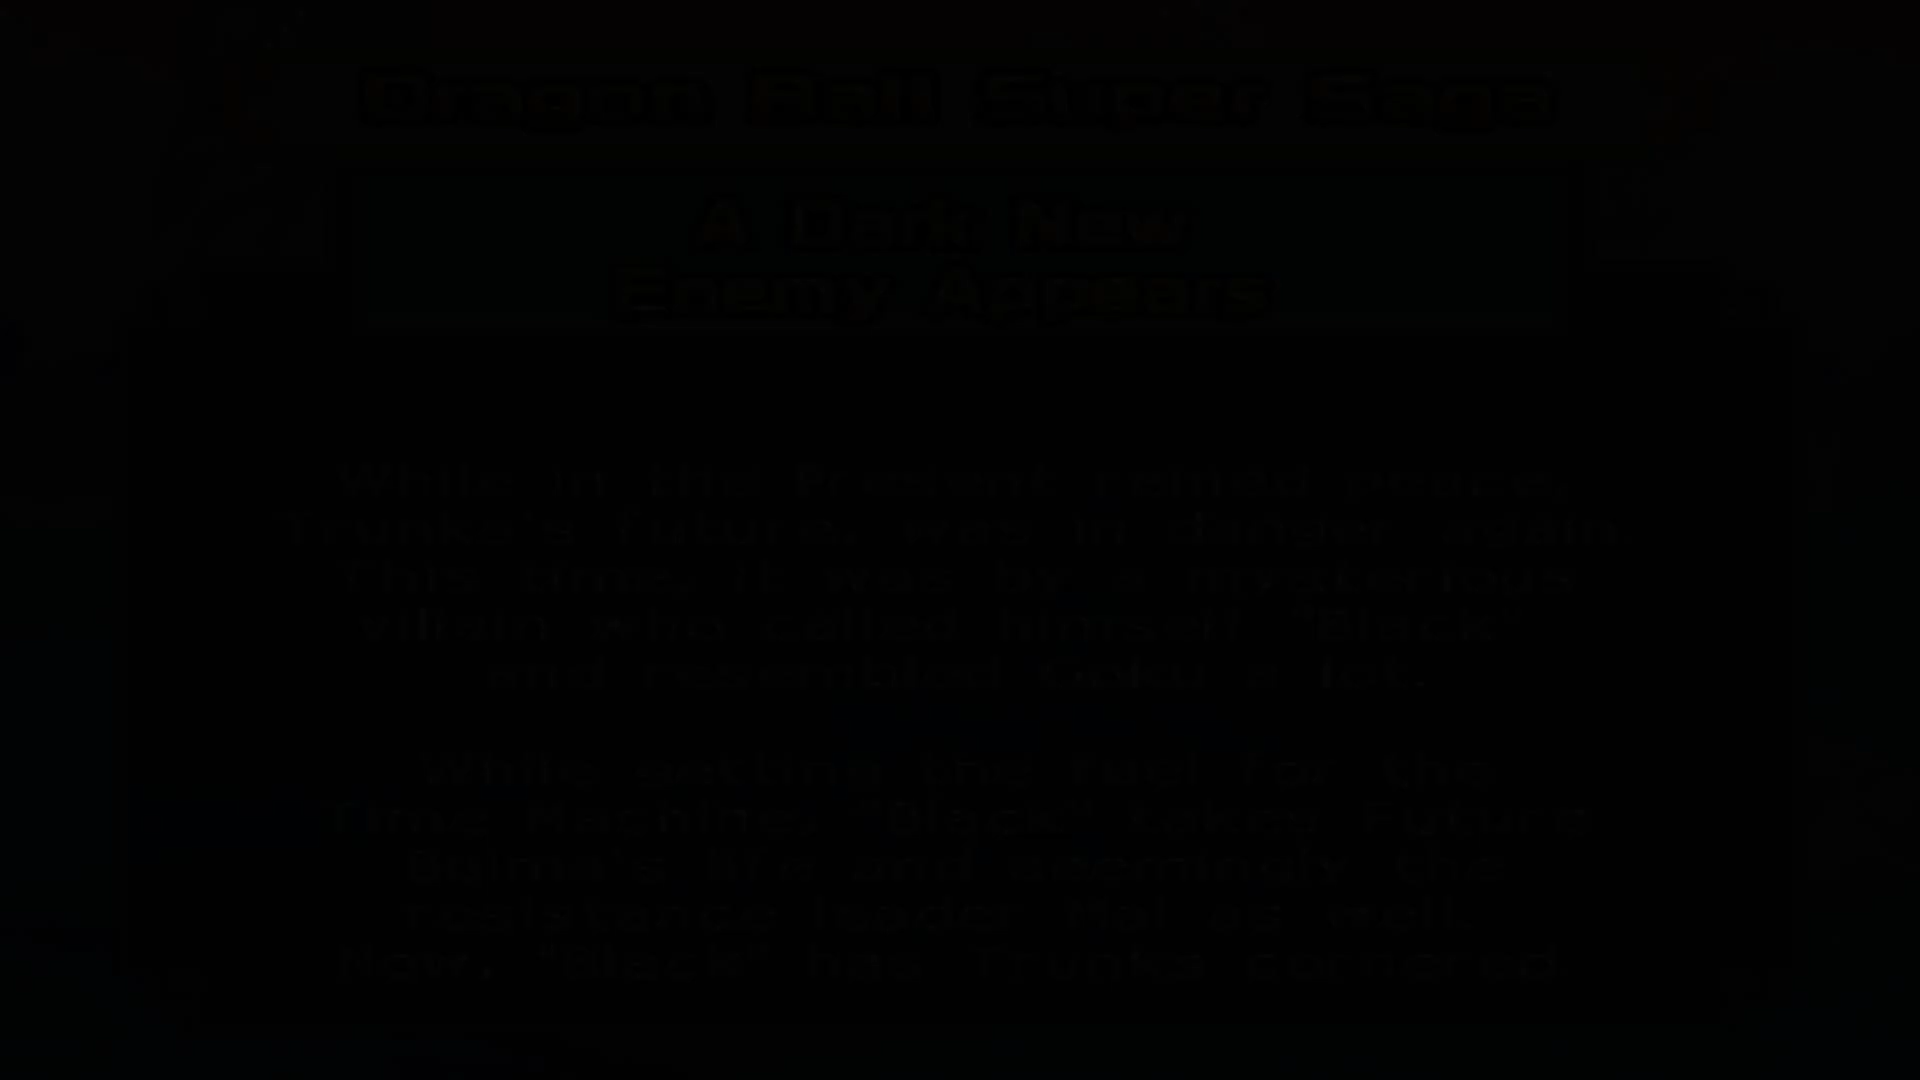 Dragon Ball Super Saga
A Dark New
Enemy Appears
While in the Present reined peace,
Trunks's future, was in danger again.
This time, it was by a mysterious
villain who called himself "Black"
and resembled Goku a lot.
While getting the fuel for the
Time Machine, "Black" takes Future
Bulma's life and seemingly the
resistance leader Mai as well.
Now, "Black" has Trunks cornered.